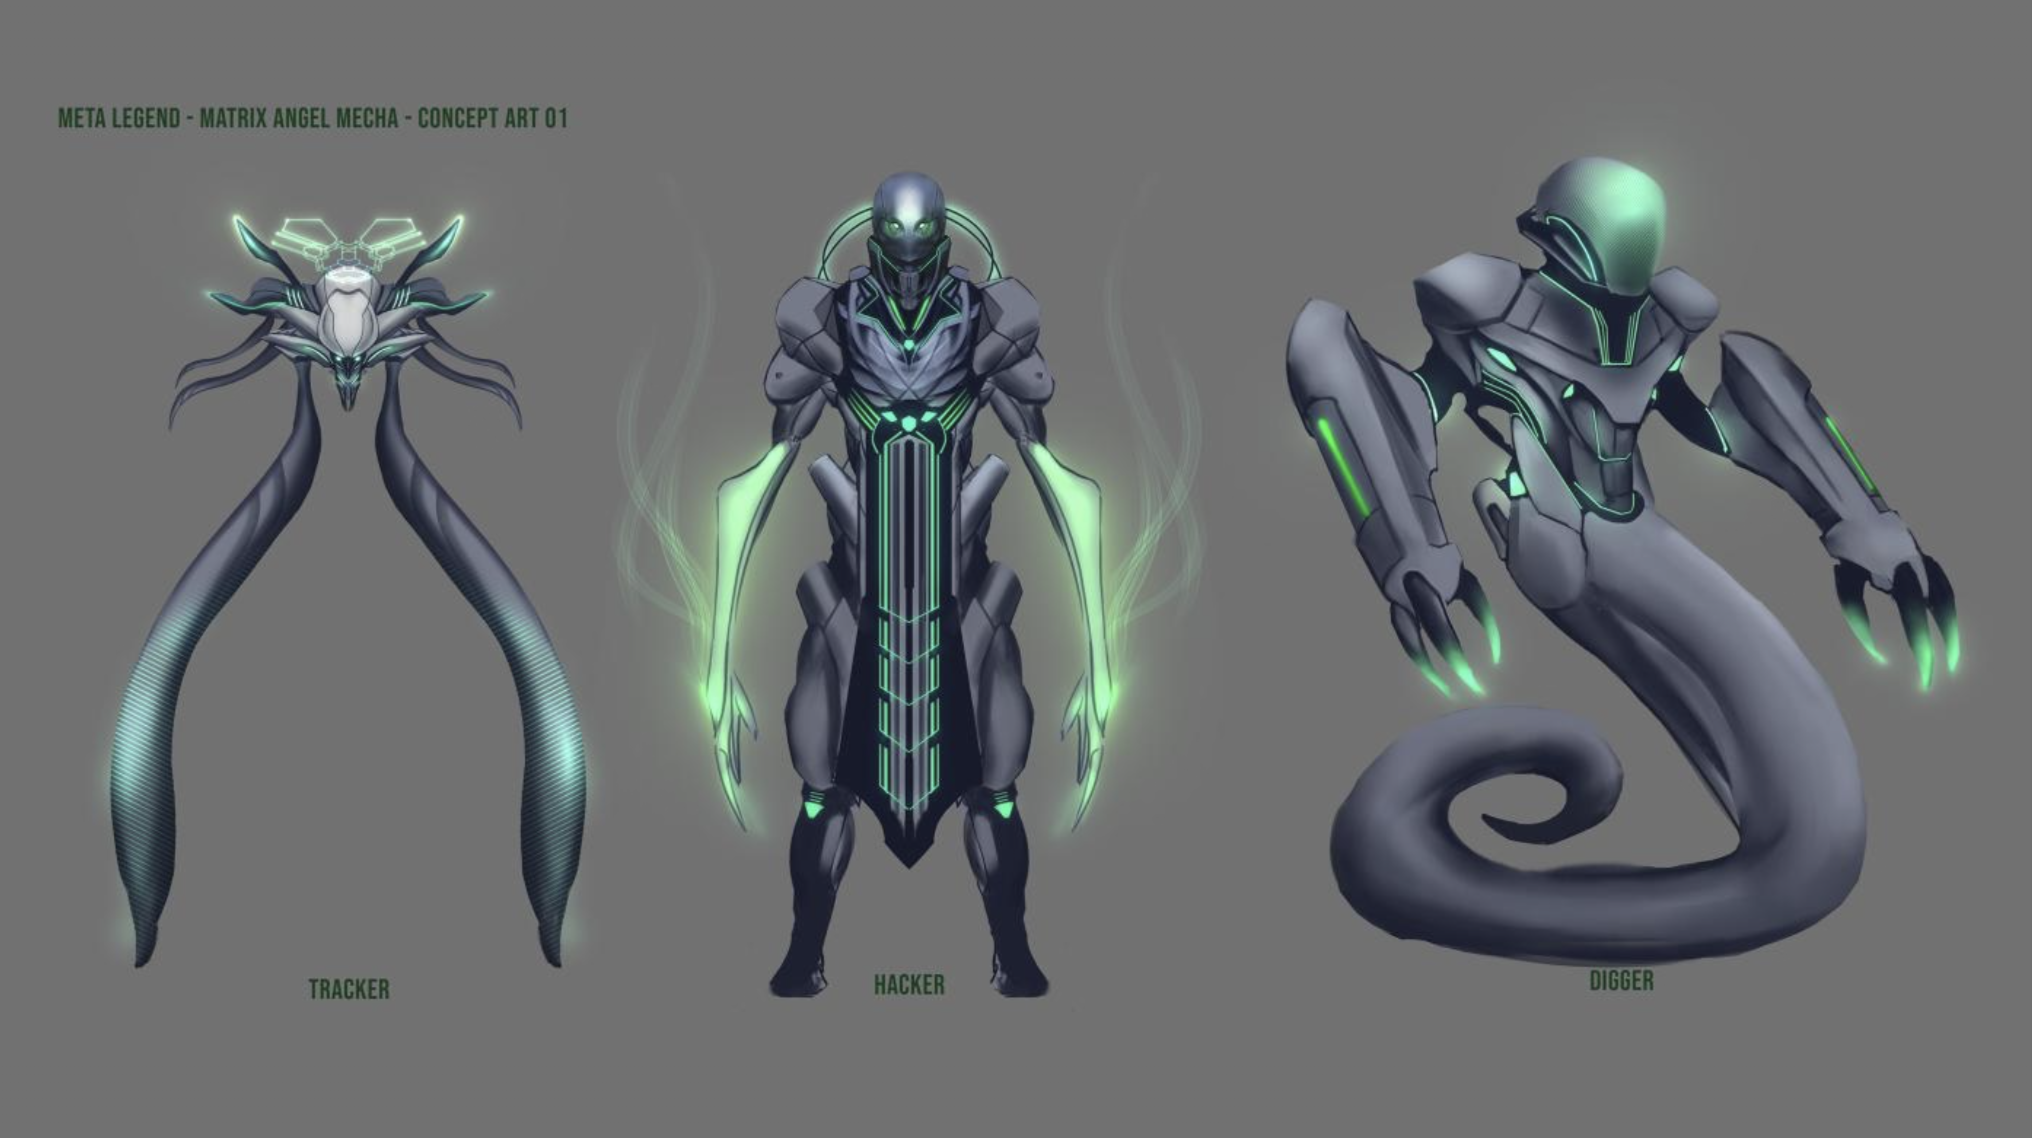 META LEGEND - MATRIX ANGEL MECHA - CONCEPT ART 01
TRACKER
HACKER
DIGGER